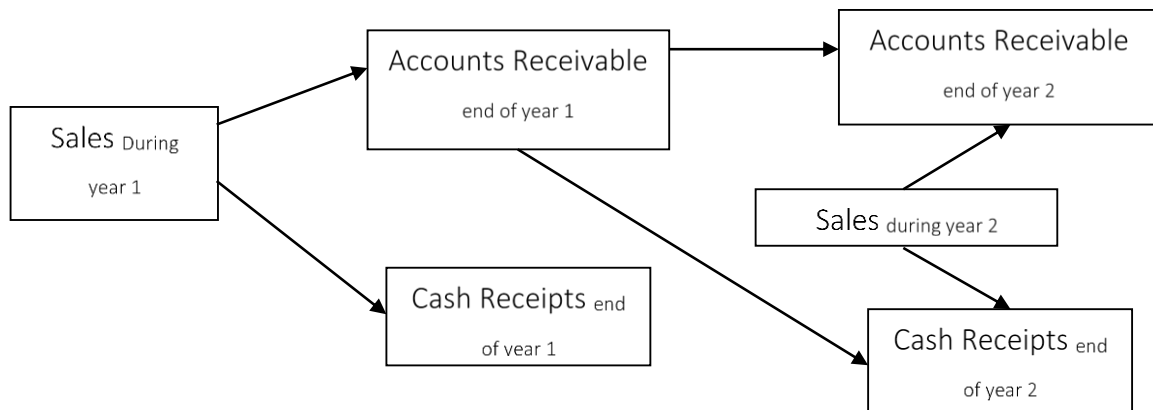 Sales During
year 1
Accounts Receivable
end of year 1
Accounts Receivable
end of year 2
Sales during year 2
Cash Receipts end
of year 1
Cash Receipts end
of year 2